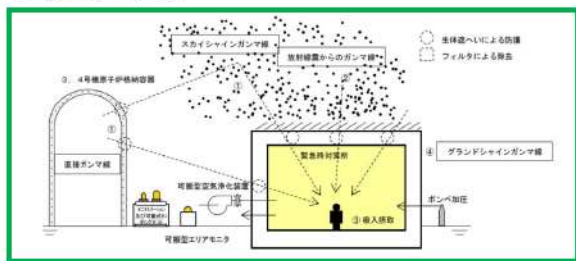 スカイシャインガンマ線
放射線雲からのガンマ線
生体遮へいによる防護
フィルタによる除去
3，4号機原子炉格納容器
①
②
①
直接ガンマ線
緊急時対策所
④
グランドシャインガンマ線
可搬型空気浄化装置
ボンベ加圧
③吸入摂取
可搬型エリアモニタ